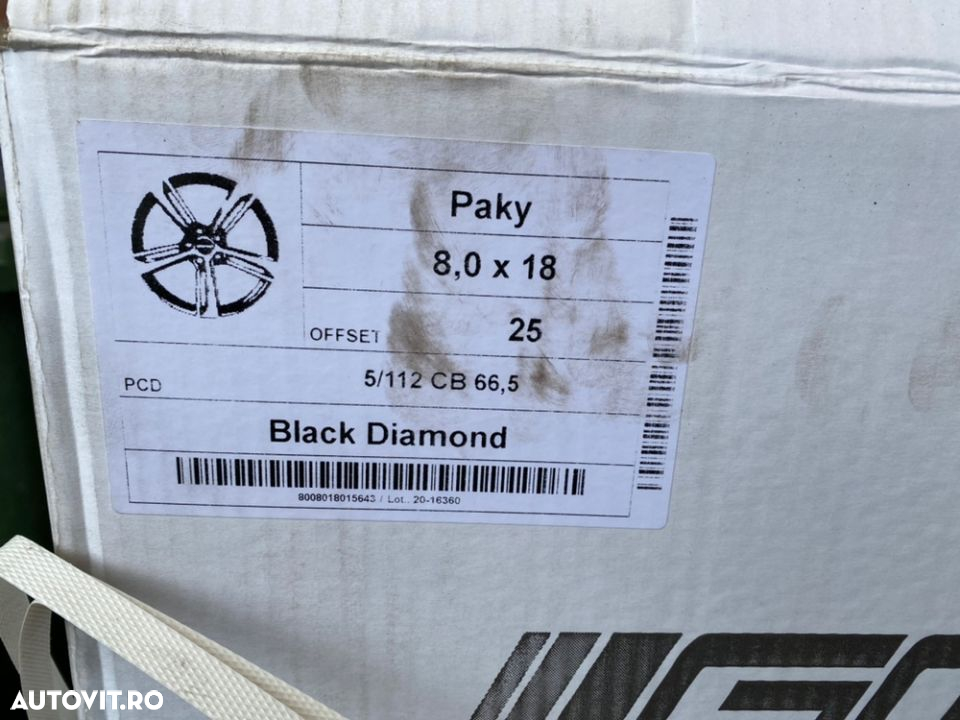 Paky
8,0 x 18
OFFSET 25
PCD 5/112 CB 66,5
Black Diamond
8008018015643 / Lot.. 20-16360
AUTOVIT.RO